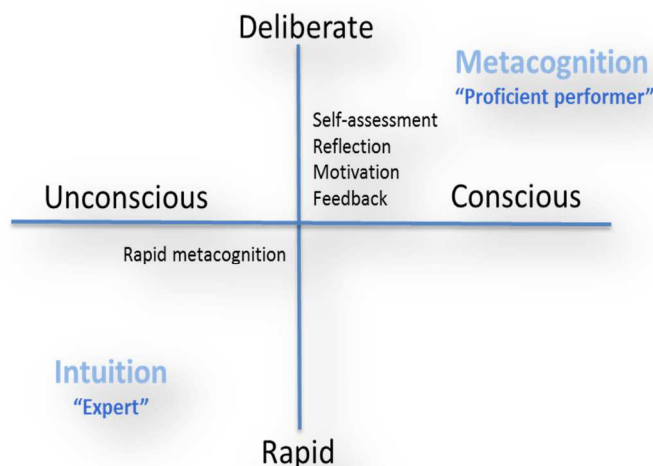 Deliberate
Metacognition
“Proficient performer”
Self-assessment
Reflection
Motivation
Feedback
Unconscious
Conscious
Rapid metacognition
Intuition
“Expert”
Rapid